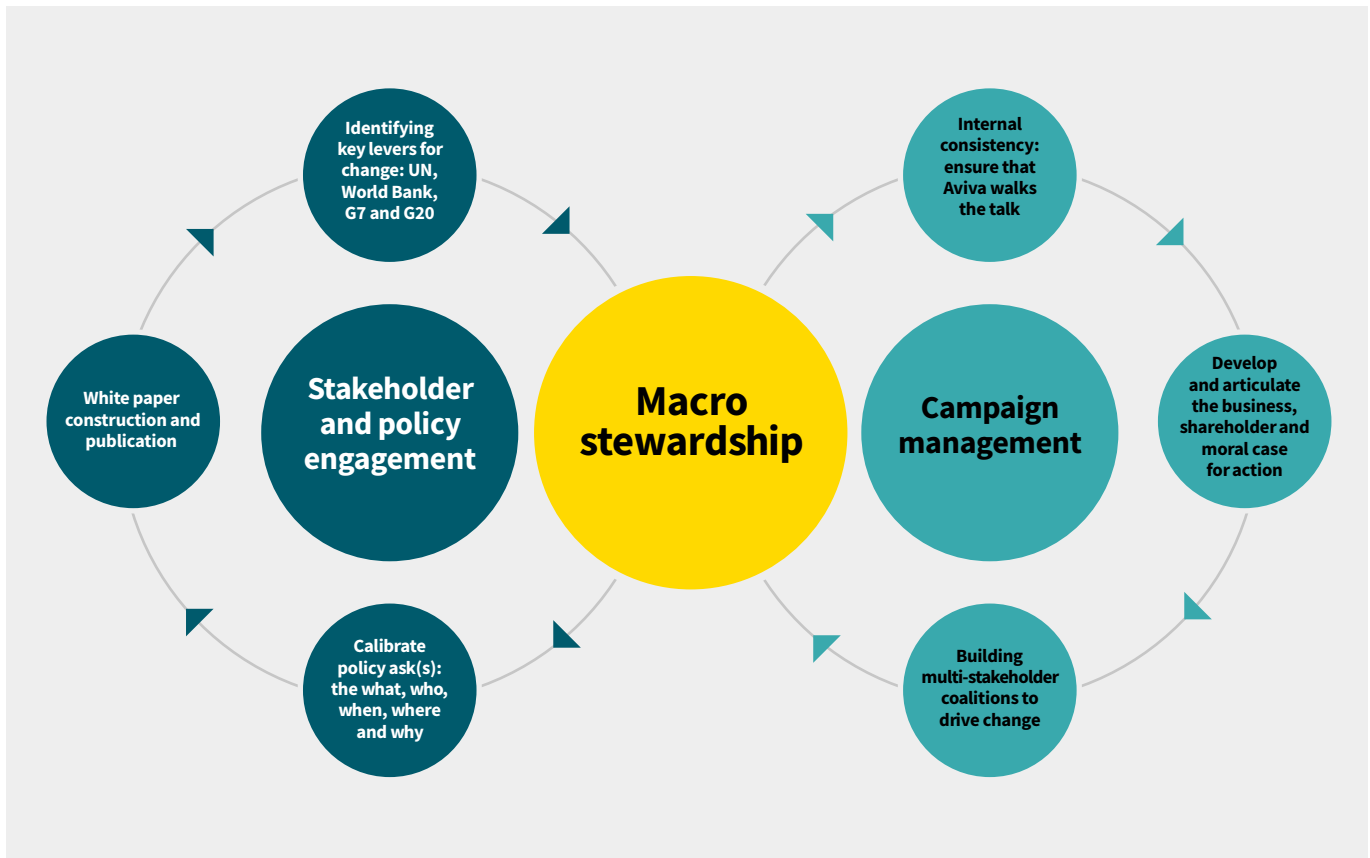 Identifying
key levers for
change: UN,
World Bank,
G7 and G20
White paper
construction and
publication
Stakeholder
and policy
engagement
Calibrate
policy ask(s):
the what, who,
when, where
and why
Macro
stewardship
Internal
consistency:
ensure that
Aviva walks
the talk
Campaign
management
Develop
and articulate
the business,
shareholder and
moral case
for action
Building
multi-stakeholder
coalitions to
drive change